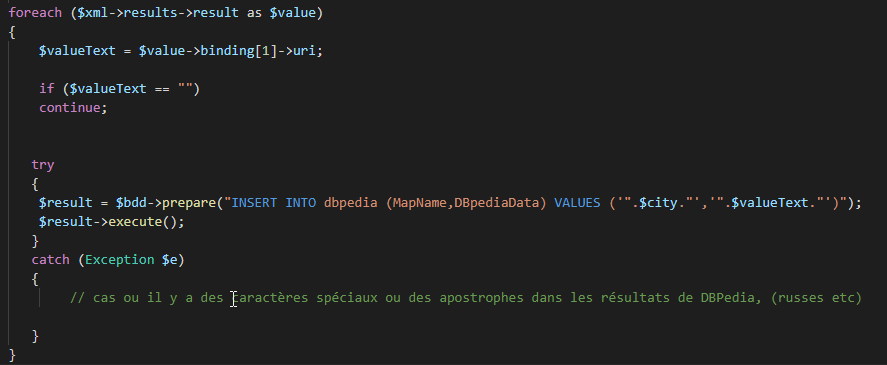 foreach ($xml->results->result as $value)
{
$valueText = $value->binding[1]->uri;
if ($valueText == "")
continue;
try
{
$result = $bdd->prepare("INSERT INTO dbpedia (MapName,DBpediaData) VALUES ('".$city."','".$valueText."')");
$result->execute();
}
catch (Exception $e)
{
// cas ou il y a des caractères spéciaux ou des apostrophes dans les résultats de DBPedia, (russes etc)
}
}